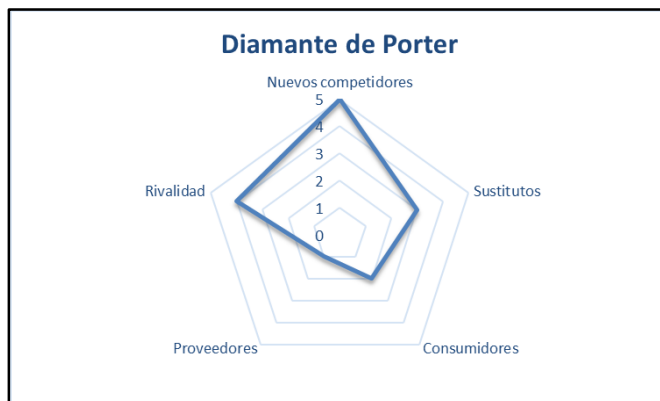 Diamante de Porter
Nuevos competidores
5
4
3
2
1
0
Rivalidad
Sustitutos
Proveedores
Consumidores